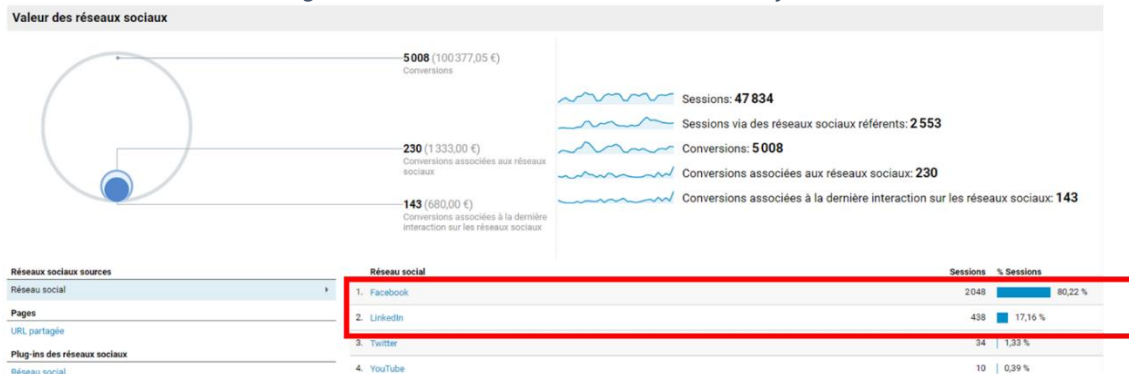 Valeur des réseaux sociaux
5 008 (100 377,05 €)
Conversions
230 (1 333,00 €)
Conversions associées aux réseaux
sociaux
143 (680,00 €)
Conversions associées à la dernière
interaction sur les réseaux sociaux
Sessions: 47 834
Sessions via des réseaux sociaux référents: 2 553
Conversions: 5 008
Conversions associées aux réseaux sociaux: 230
Conversions associées à la dernière interaction sur les réseaux sociaux: 143
Réseaux sociaux sources
Réseau social
Pages
URL partagée
Plug-ins des réseaux sociaux
Réseau social
Réseau social Sessions % Sessions
1. Facebook 2 048 80,22 %
2. LinkedIn 438 17,16 %
3. Twitter 34 1,33 %
4. YouTube 10 0,39 %